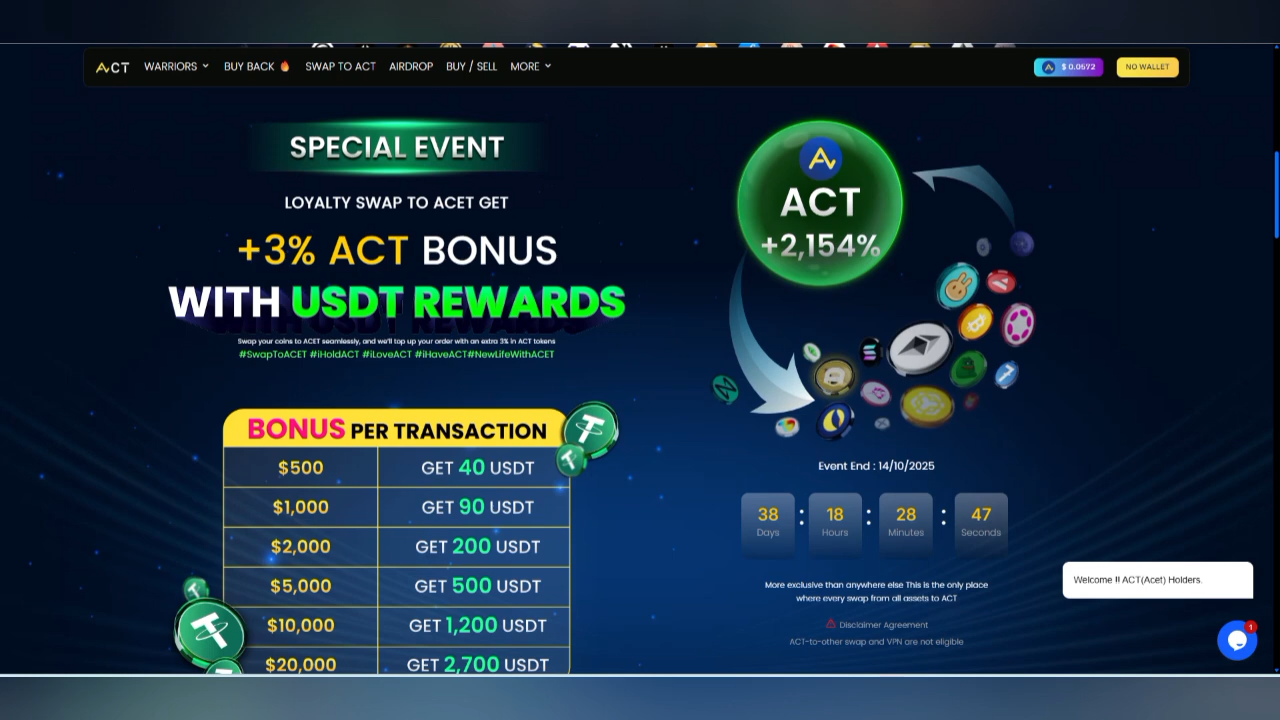 ACT WARRIORS BUY BACK SWAP TO ACT AIRDROP BUY / SELL MORE $ 0.0572 NO WALLET
SPECIAL EVENT
LOYALTY SWAP TO ACET GET
+3% ACT BONUS
WITH USDT REWARDS
Swap your coins to ACET seamlessly, and we'll top up your order with an extra 3% in ACT tokens
#SwapToACET #iHoldACT #iLoveACT #iHaveACT#NewLifeWithACET
BONUS PER TRANSACTION
$500 GET 40 USDT
$1,000 GET 90 USDT
$2,000 GET 200 USDT
$5,000 GET 500 USDT
$10,000 GET 1,200 USDT
$20,000 GET 2,700 USDT
ACT
+2,154%
Event End : 14/10/2025
38 : 18 : 28 : 47
Days Hours Minutes Seconds
More exclusive than anywhere else This is the only place
where every swap from all assets to ACT
Disclaimer Agreement
ACT-to-other swap and VPN are not eligible
Welcome !! ACT(Acet) Holders.
1